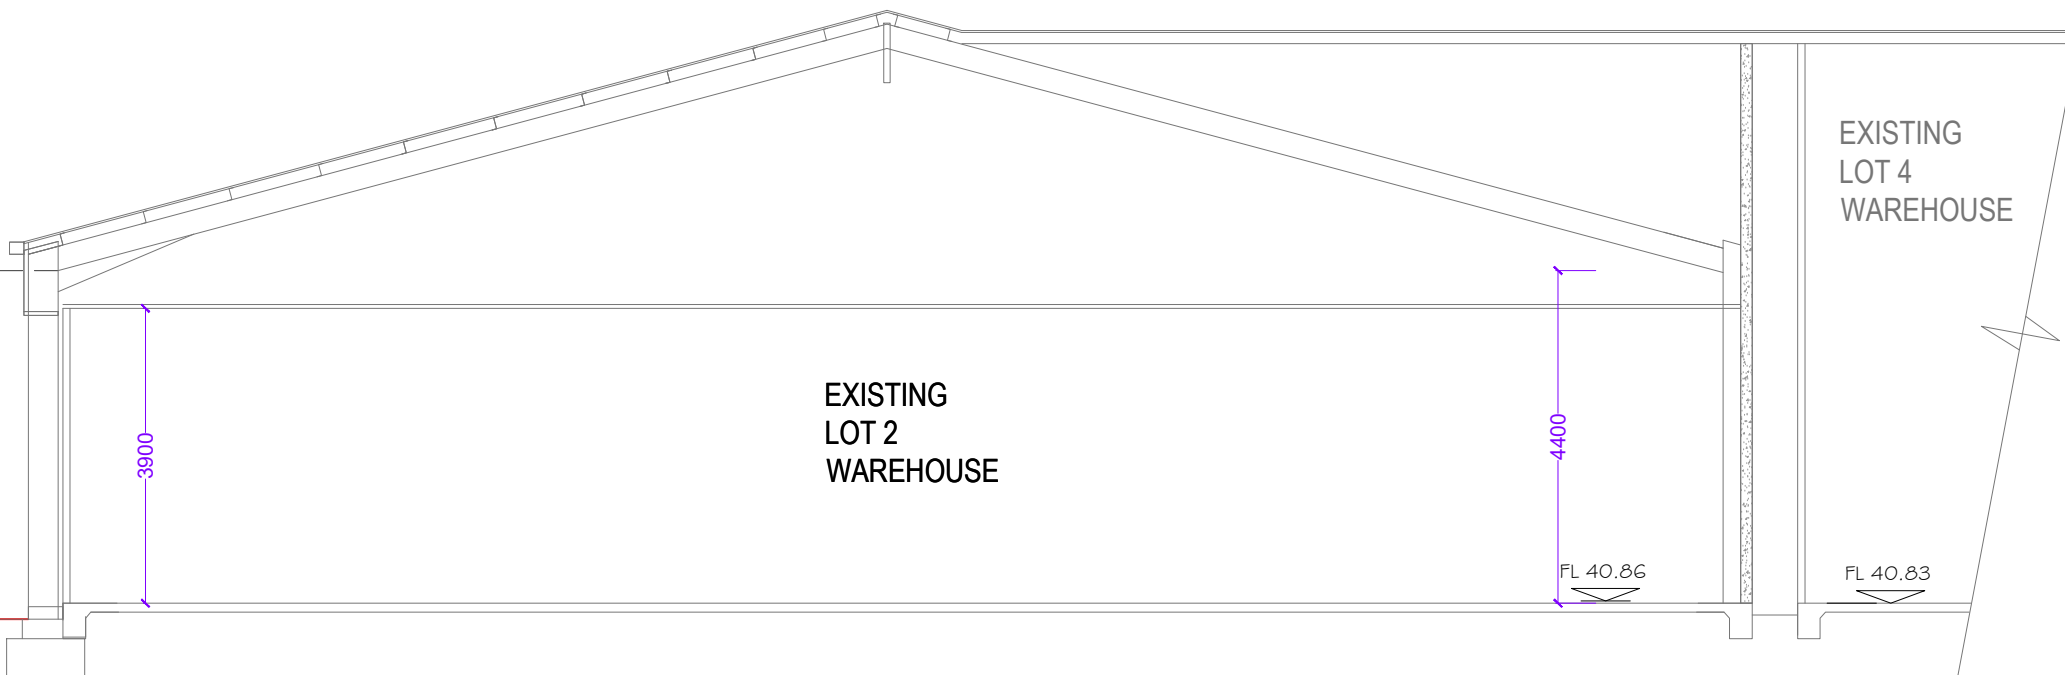 EXISTING
LOT 4
WAREHOUSE
EXISTING
LOT 2
WAREHOUSE
3900
4400
FL 40.86
FL 40.83